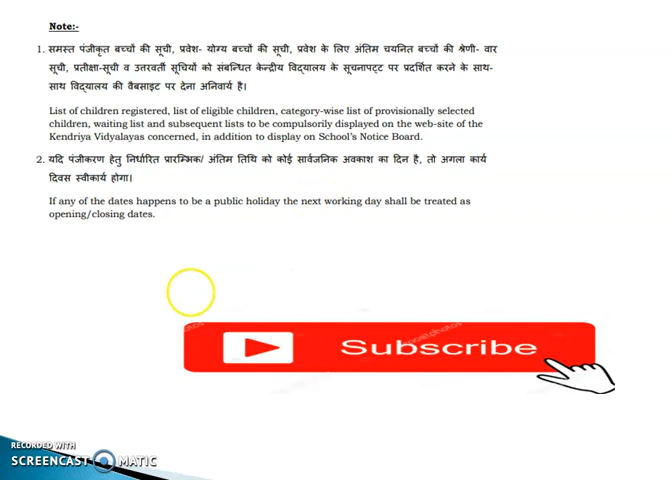 Note:-
1. समस्त पंजीकृत बच्चों की सूची, प्रवेश- योग्य बच्चों की सूची, प्रवेश के लिए अंतिम चयनित बच्चों की श्रेणी- वार
सूची, प्रतीक्षा-सूची व उत्तरवर्ती सूचियों को संबन्धित केन्द्रीय विद्यालय के सूचनापट्ट पर प्रदर्शित करने के साथ-
साथ विद्यालय की वैबसाइट पर देना अनिवार्य है।
List of children registered, list of eligible children, category-wise list of provisionally selected
children, waiting list and subsequent lists to be compulsorily displayed on the web-site of the
Kendriya Vidyalayas concerned, in addition to display on School's Notice Board.
2. यदि पंजीकरण हेतु निर्धारित प्रारम्भिक/ अंतिम तिथि को कोई सार्वजनिक अवकाश का दिन है, तो अगला कार्य
दिवस स्वीकार्य होगा।
If any of the dates happens to be a public holiday the next working day shall be treated as
opening/closing dates.
Subscribe
RECORDED WITH
SCREENCAST MATIC